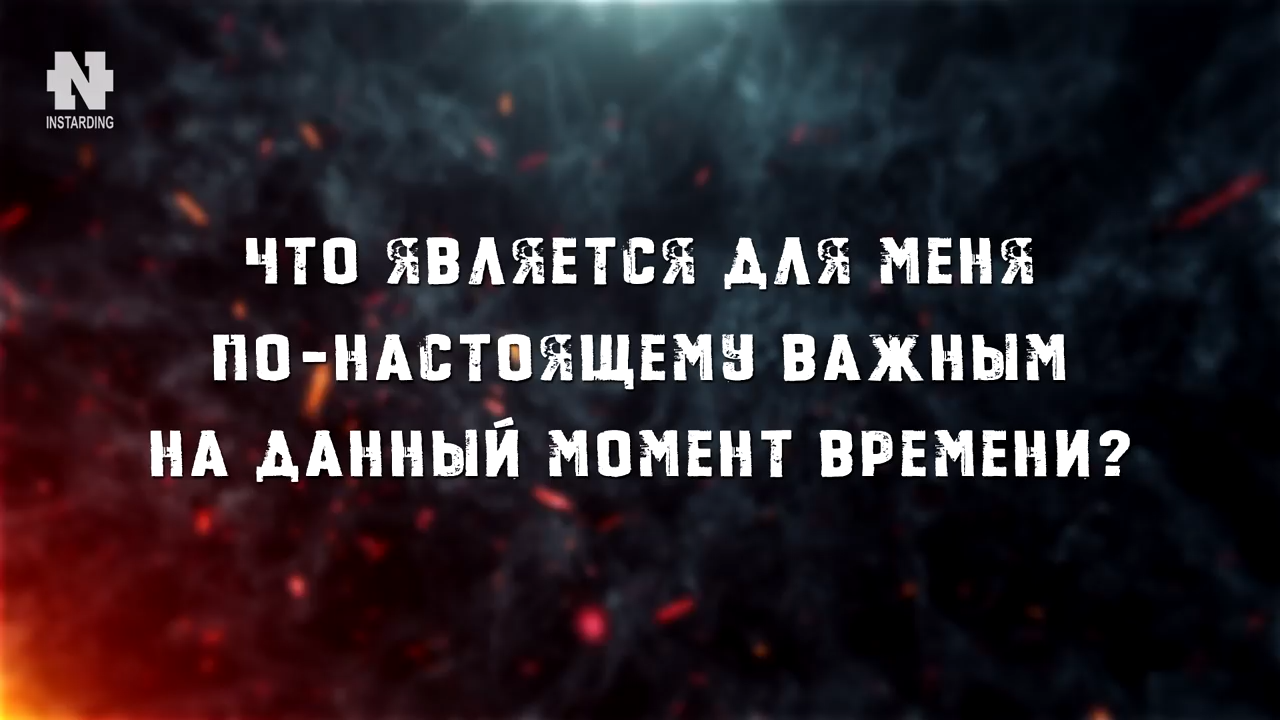 INSTARDING
ЧТО ЯВЛЯЕТСЯ ДЛЯ МЕНЯ
ПО-НАСТОЯЩЕМУ ВАЖНЫМ
НА ДАННЫЙ МОМЕНТ ВРЕМЕНИ?